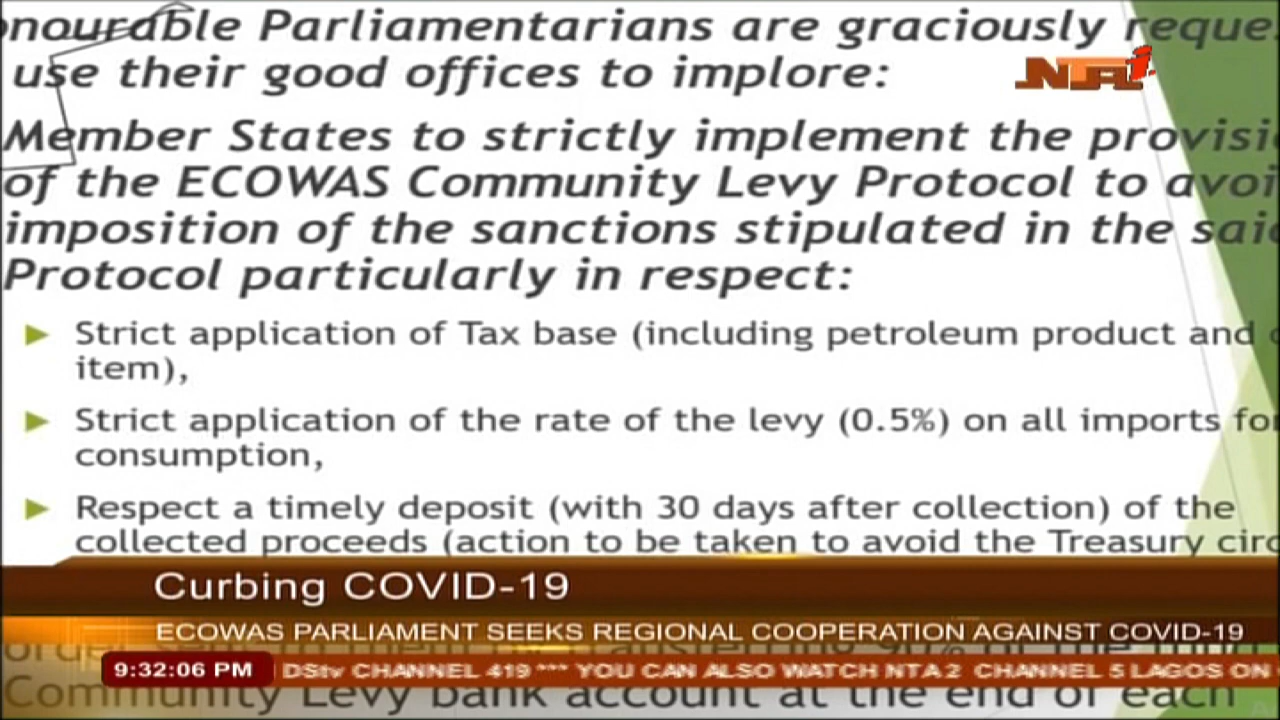 onourable Parliamentarians are graciously reques
use their good offices to implore:
NTAi
Member States to strictly implement the provisi
of the ECOWAS Community Levy Protocol to avoi
imposition of the sanctions stipulated in the said
Protocol particularly in respect:
Strict application of Tax base (including petroleum product and
item),
Strict application of the rate of the levy (0.5%) on all imports for
consumption,
Respect a timely deposit (with 30 days after collection) of the
collected proceeds (action to be taken to avoid the Treasury circ
Curbing COVID-19
ECOWAS PARLIAMENT SEEKS REGIONAL COOPERATION AGAINST COVID-19
9:32:06 PM DStv CHANNEL 419 *** YOU CAN ALSO WATCH NTA 2 CHANNEL 5 LAGOS ON
Community Levy bank account at the end of each